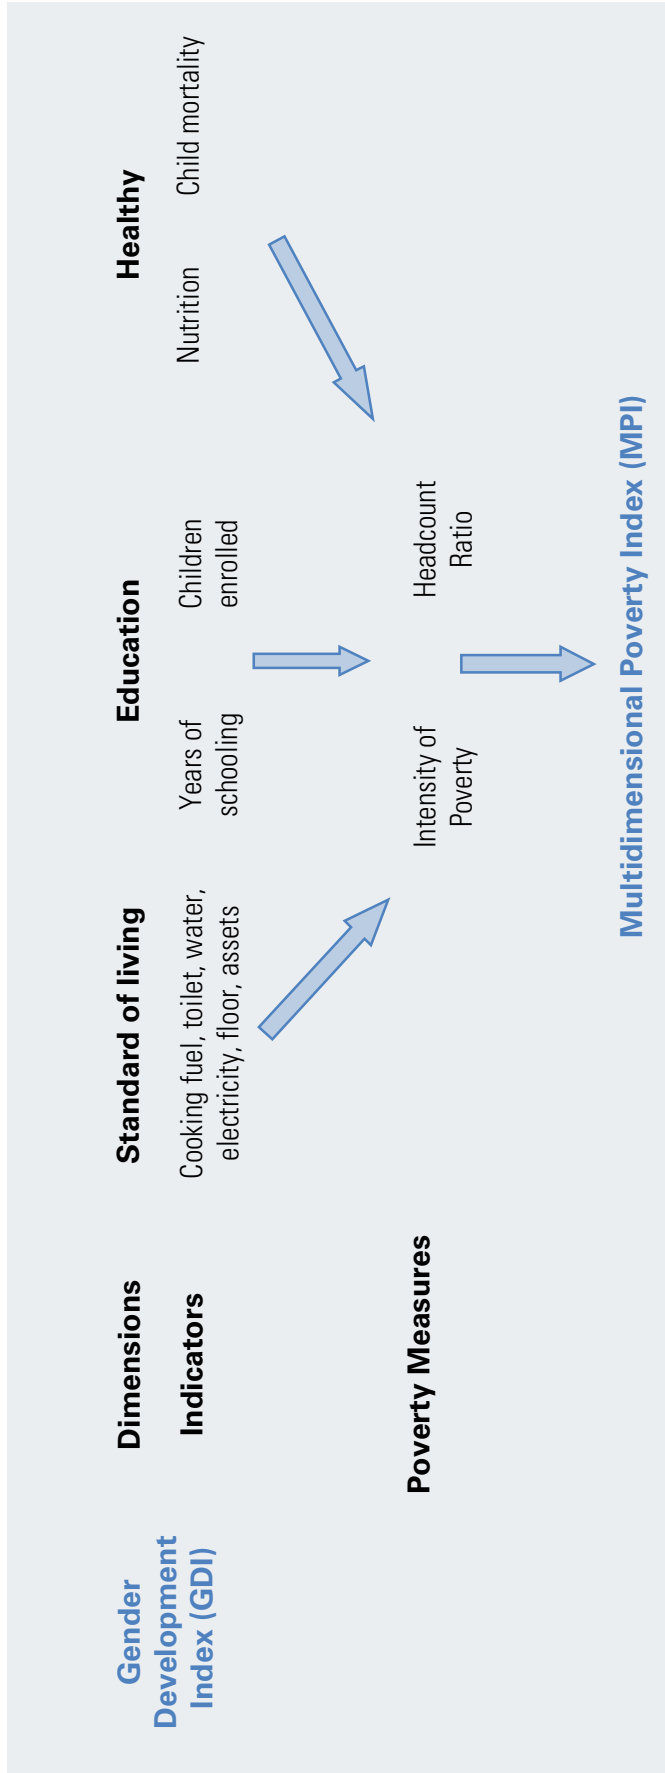 Gender
Development
Index (GDI)
Dimensions
Standard of living
Education
Healthy
Indicators
Cooking fuel, toilet, water,
electricity, floor, assets
Years of
schooling
Children
enrolled
Nutrition
Child mortality
Poverty Measures
Intensity of
Poverty
Headcount
Ratio
Multidimensional Poverty Index (MPI)